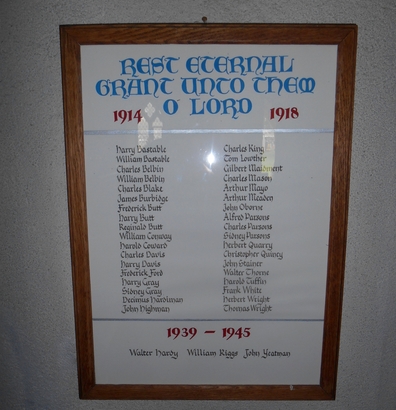 REST ETERNAL
GRANT UNTO THEM
O LORD
1914 1918
Harry Bastable
William Bastable
Charles Belbin
William Belbin
Charles Blake
James Burbidge
Frederick Butt
Harry Butt
Reginald Butt
William Conway
Harold Coward
Charles Davis
Harry Davis
Frederick Ford
Harry Gray
Sidney Gray
Decimus Hardiman
John Highman
Charles King
Tom Lowther
Gilbert Maidment
Charles Mason
Arthur Mayo
Arthur Meaden
John Oborne
Alfred Parsons
Charles Parsons
Sidney Parsons
Herbert Quarry
Christopher Quincy
John Stainer
Walter Thorne
Harold Tuffin
Frank White
Herbert Wright
Thomas Wright
1939 – 1945
Walter Hardy William Riggs John Yeatman